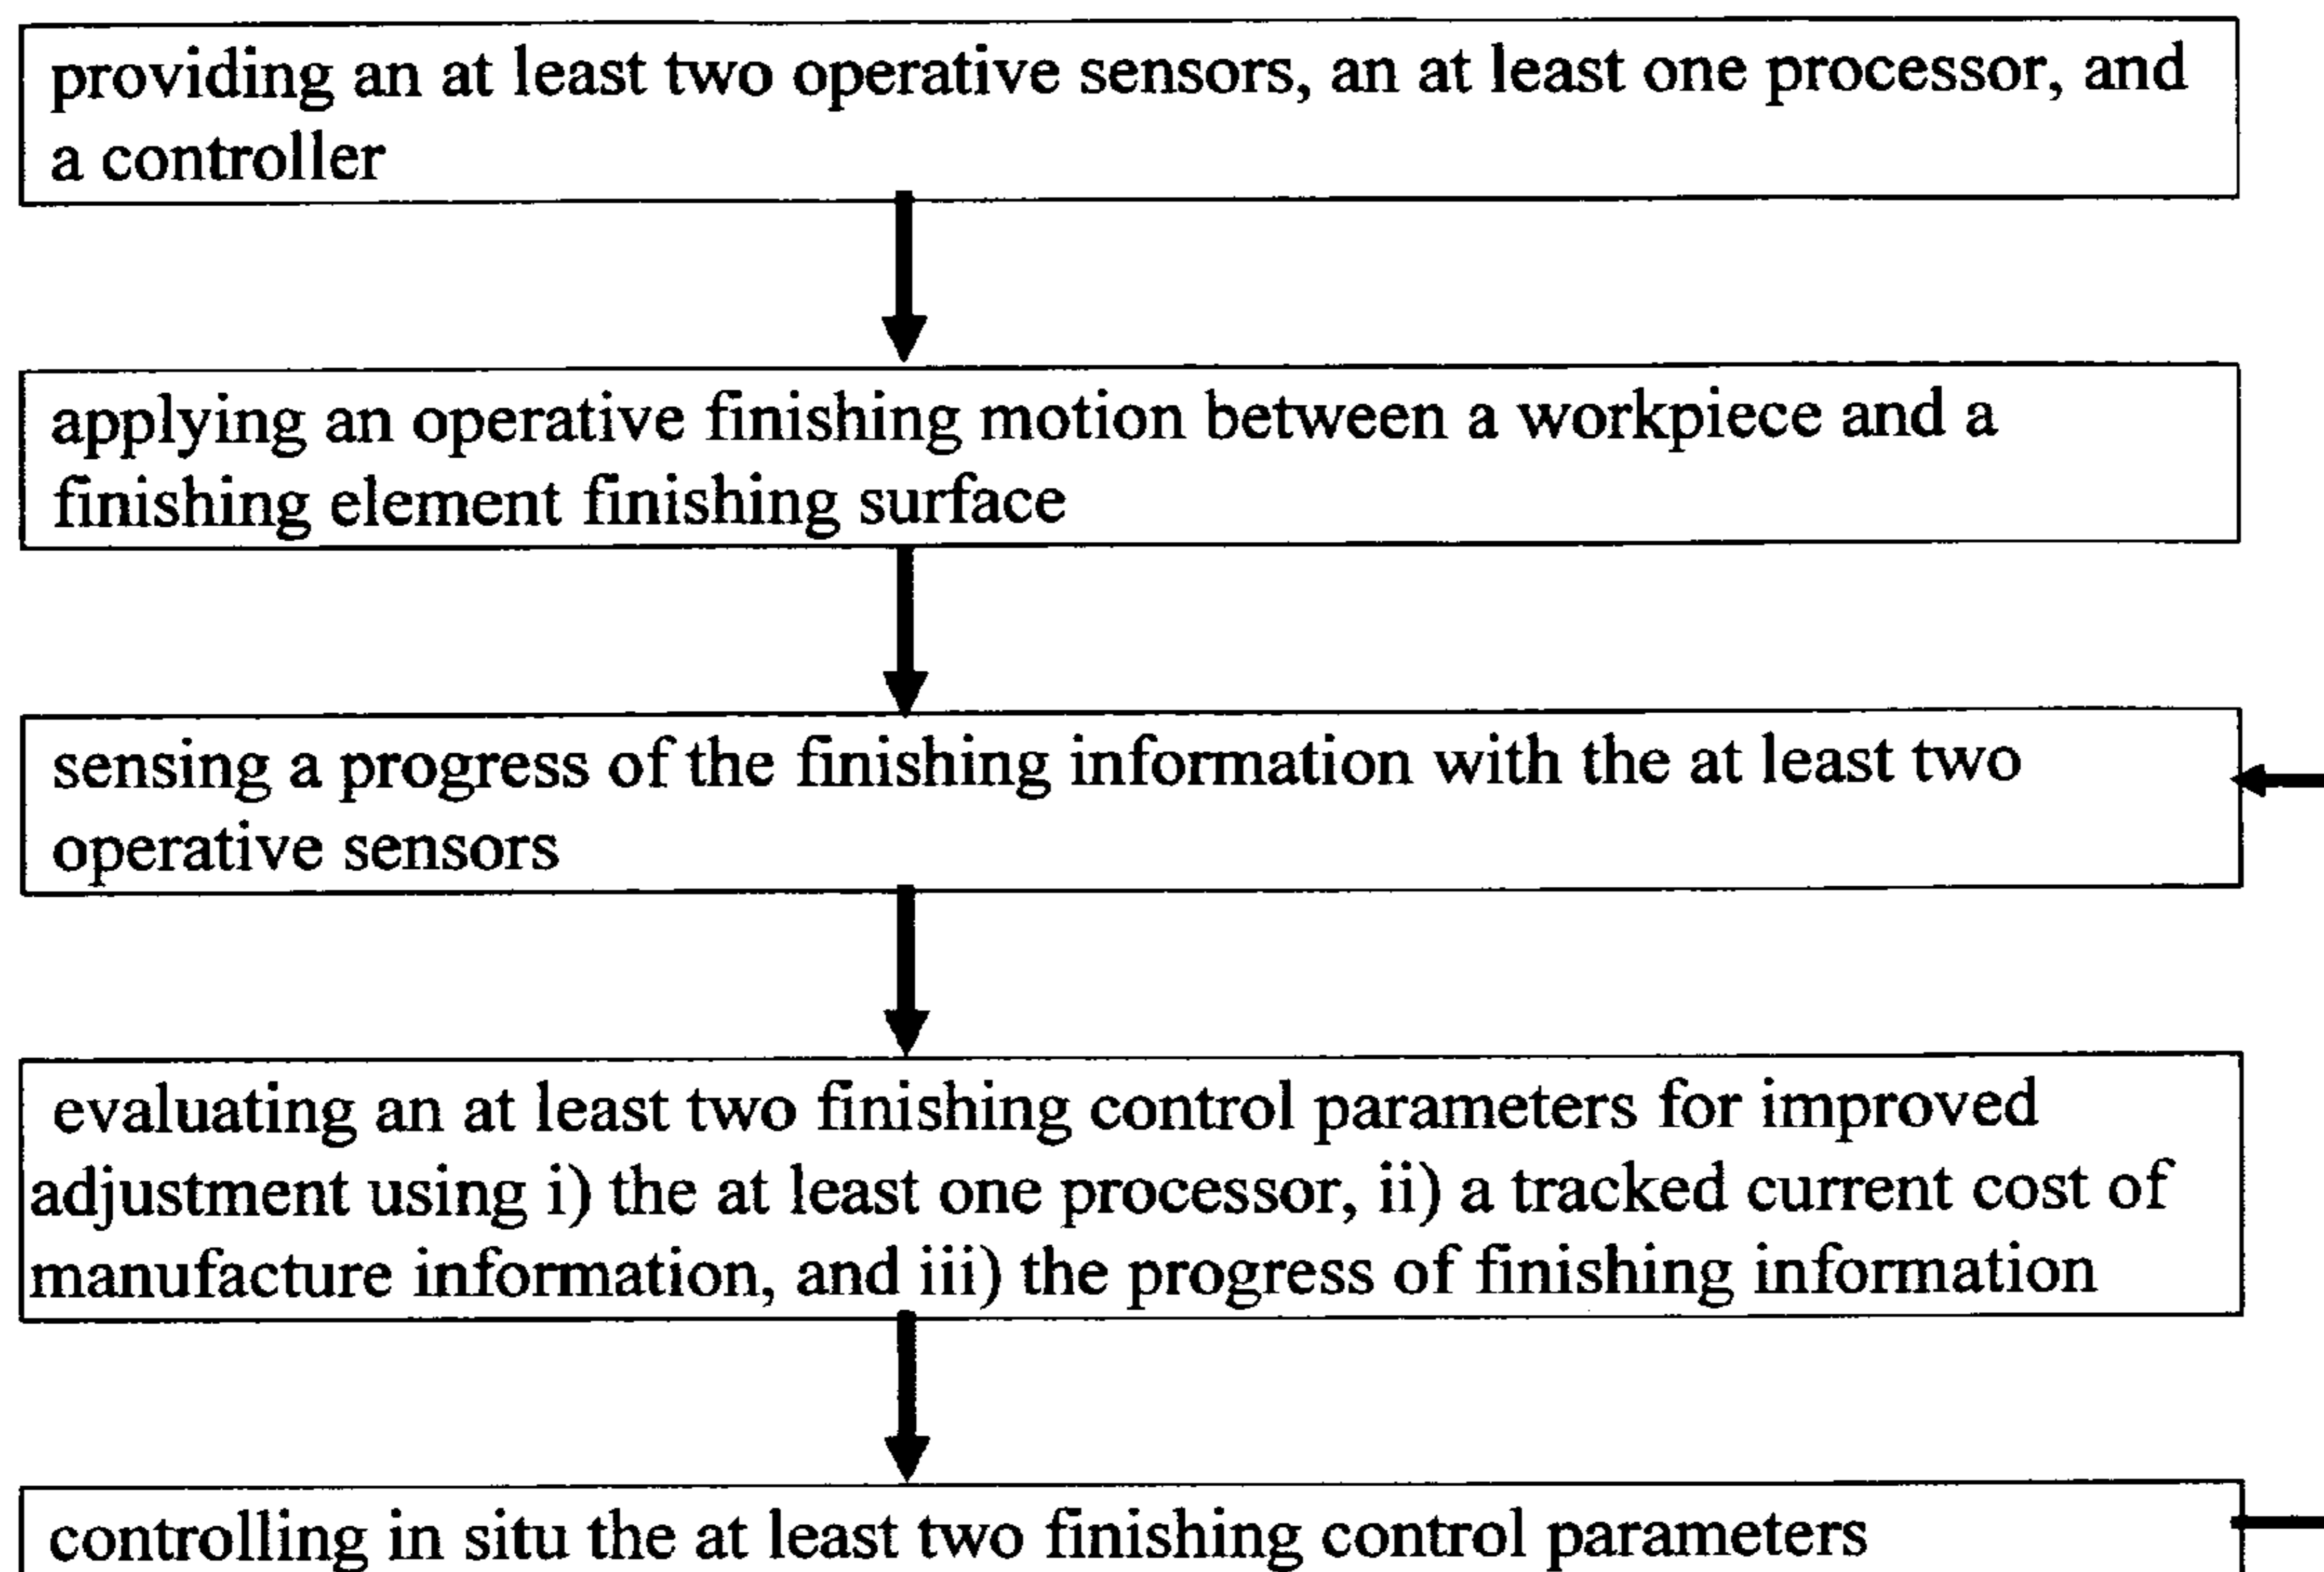 providing an at least two operative sensors, an at least one processor, and
a controller
applying an operative finishing motion between a workpiece and a
finishing element finishing surface
sensing a progress of the finishing information with the at least two
operative sensors
evaluating an at least two finishing control parameters for improved
adjustment using i) the at least one processor, ii) a tracked current cost of
manufacture information, and iii) the progress of finishing information
controlling in situ the at least two finishing control parameters